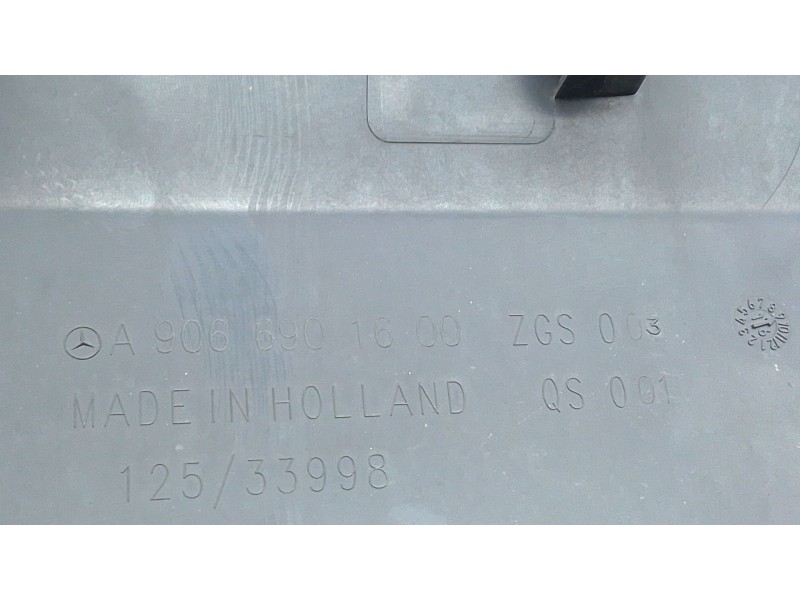 A 906 690 16 00 ZGS 003
MADE IN HOLLAND QS 001
125/33998